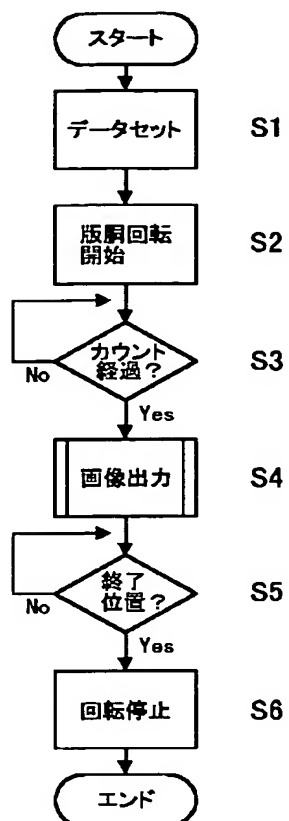 スタート
データセット S1
版胴回転
開始 S2
カウント
経過? S3
No
Yes
画像出力 S4
終了
位置? S5
No
Yes
回転停止 S6
エンド